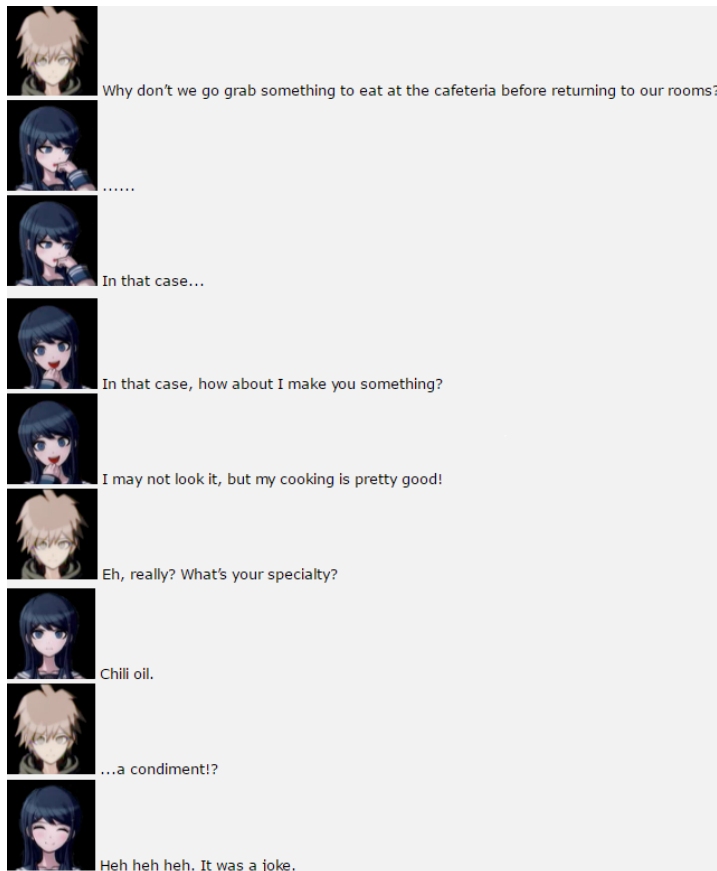 Why don’t we go grab something to eat at the cafeteria before returning to our rooms?
......
In that case...
In that case, how about I make you something?
I may not look it, but my cooking is pretty good!
Eh, really? What’s your specialty?
Chili oil.
...a condiment!?
Heh heh heh. It was a joke.